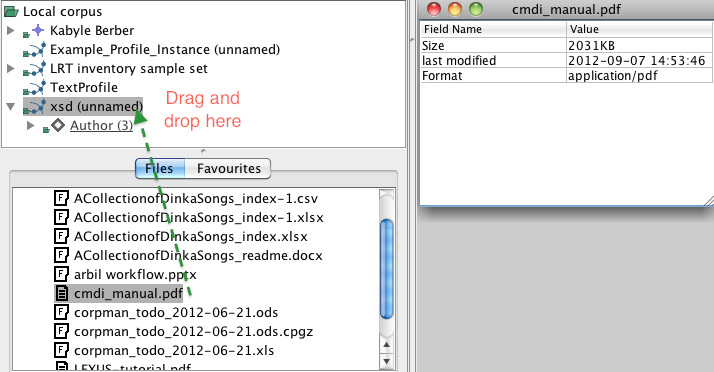 Local corpus
Kabyle Berber
Example_Profile_Instance (unnamed)
LRT inventory sample set
TextProfile
xsd (unnamed)
Author (3)
Drag and
drop here
Files Favourites
ACollectionofDinkaSongs_index-1.csv
ACollectionofDinkaSongs_index-1.xlsx
ACollectionofDinkaSongs_index.xlsx
ACollectionofDinkaSongs_readme.docx
arbil workflow.pptx
cmdi_manual.pdf
corpman_todo_2012-06-21.ods
corpman_todo_2012-06-21.ods.cpgz
corpman_todo_2012-06-21.xls
LEXUS-tutorial.pdf
cmdi_manual.pdf
Field Name Value
Size 2031KB
last modified 2012-09-07 14:53:46
Format application/pdf